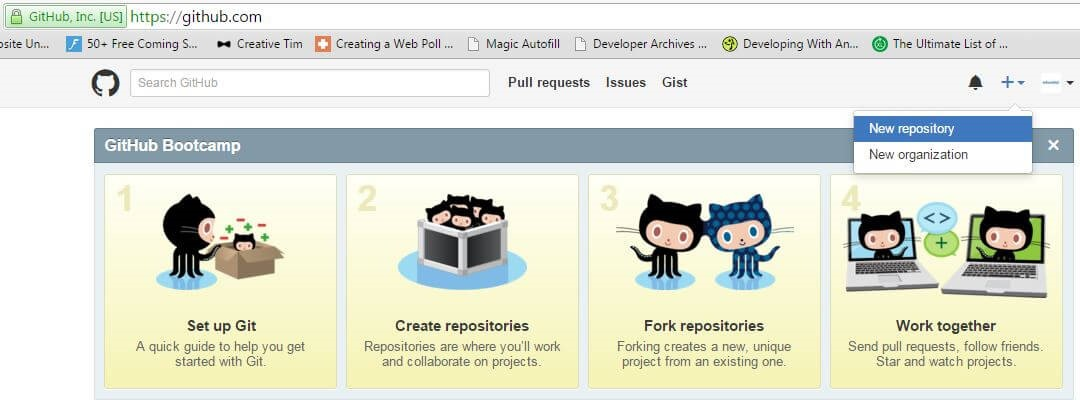 GitHub, Inc. [US] https://github.com
osite Un... 50+ Free Coming S... Creative Tim Creating a Web Poll ... Magic Autofill Developer Archives ... Developing With An... The Ultimate List of ...
Search GitHub Pull requests Issues Gist
New repository
New organization
GitHub Bootcamp
1
2
3
4
<>
+
Set up Git
A quick guide to help you get
started with Git.
Create repositories
Repositories are where you'll work
and collaborate on projects.
Fork repositories
Forking creates a new, unique
project from an existing one.
Work together
Send pull requests, follow friends.
Star and watch projects.